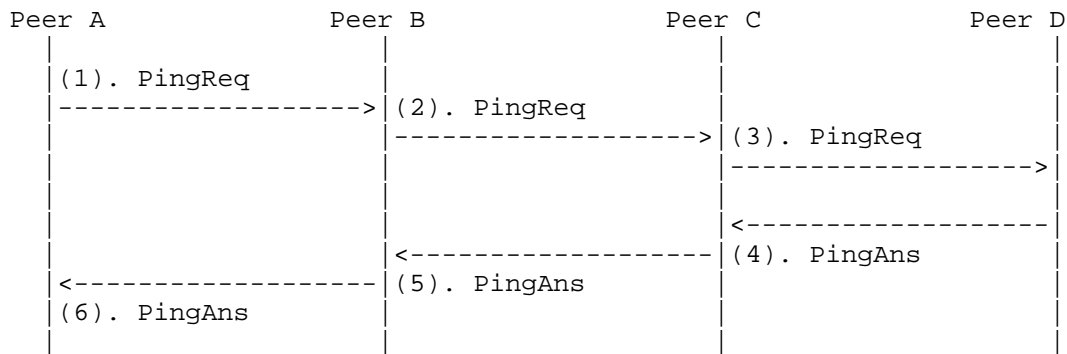 Peer A Peer B Peer C Peer D
(1). PingReq
(2). PingReq
(3). PingReq
(4). PingAns
(5). PingAns
(6). PingAns